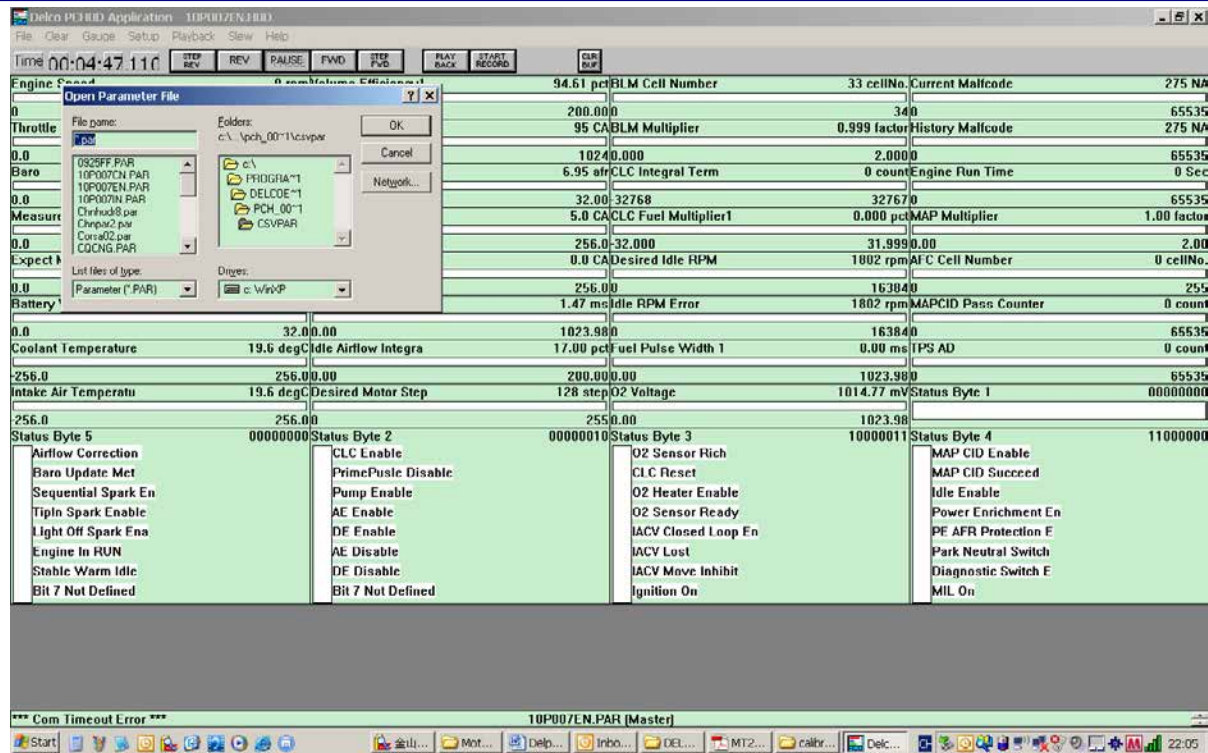 Delco PCHUD Application 10P007EN.HUD
File Clear Gauge Setup Playback Slew Help
Time 00:04:47.110 STEP REV REV PAUSE FWD STEP FWD PLAY BACK START RECORD CLR BUF
94.61 pct BLM Cell Number 33 cellNo. Current Malfcode 275 NA
200.00 0 34 0 65535
Throttle 95 CA BLM Multiplier 0.999 factor History Malfcode 275 NA
0.0 1024 0.000 2.000 0 65535
Baro 6.95 afr CLC Integral Term 0 count Engine Run Time 0 Sec
0.0 32.00 -32768 32767 0 65535
Measure 5.0 CA CLC Fuel Multiplier1 0.000 pct MAP Multiplier 1.00 factor
0.0 256.0 -32.000 31.999 0.00 2.00
Expect 0.0 CA Desired Idle RPM 1802 rpm AFC Cell Number 0 cellNo.
0.0 256.0 0 16384 0 255
Battery 1.47 ms Idle RPM Error 1802 rpm MAPCID Pass Counter 0 count
0.0 32.0 0.00 1023.98 0 16384 0 65535
Coolant Temperature 19.6 degC Idle Airflow Integra 17.00 pct Fuel Pulse Width 1 0.00 ms TPS AD 0 count
-256.0 256.0 0.00 200.00 0.00 1023.98 0 65535
Intake Air Temperatu 19.6 degC Desired Motor Step 128 step O2 Voltage 1014.77 mV Status Byte 1 00000000
-256.0 256.0 0 255 0.00 1023.98
Open Parameter File
File name:
*.par
0925FF.PAR
10P007CN.PAR
10P007EN.PAR
10P007IN.PAR
Chnhudr8.par
Chnpar2.par
Corsa02.par
CQCNG.PAR
List files of type:
Parameter (*.PAR)
Folders:
c:\...\pch_00~1\csvpar
c:\
PROGRA~1
DELCOE~1
PCH_00~1
CSVPAR
Drives:
c: WinXP
OK
Cancel
Network...
Status Byte 5 00000000 Status Byte 2 00000010 Status Byte 3 10000011 Status Byte 4 11000000
Airflow Correction CLC Enable O2 Sensor Rich MAP CID Enable
Baro Update Met PrimePusle Disable CLC Reset MAP CID Succeed
Sequential Spark En Pump Enable O2 Heater Enable Idle Enable
TipIn Spark Enable AE Enable O2 Sensor Ready Power Enrichment En
Light Off Spark Ena DE Enable IACV Closed Loop En PE AFR Protection E
Engine In RUN AE Disable IACV Lost Park Neutral Switch
Stable Warm Idle DE Disable IACV Move Inhibit Diagnostic Switch E
Bit 7 Not Defined Bit 7 Not Defined Ignition On MIL On
*** Com Timeout Error *** 10P007EN.PAR [Master]
Start 金山... Mot... Delp... Inbo... DEL... MT2... calibr... Delc... 22:05